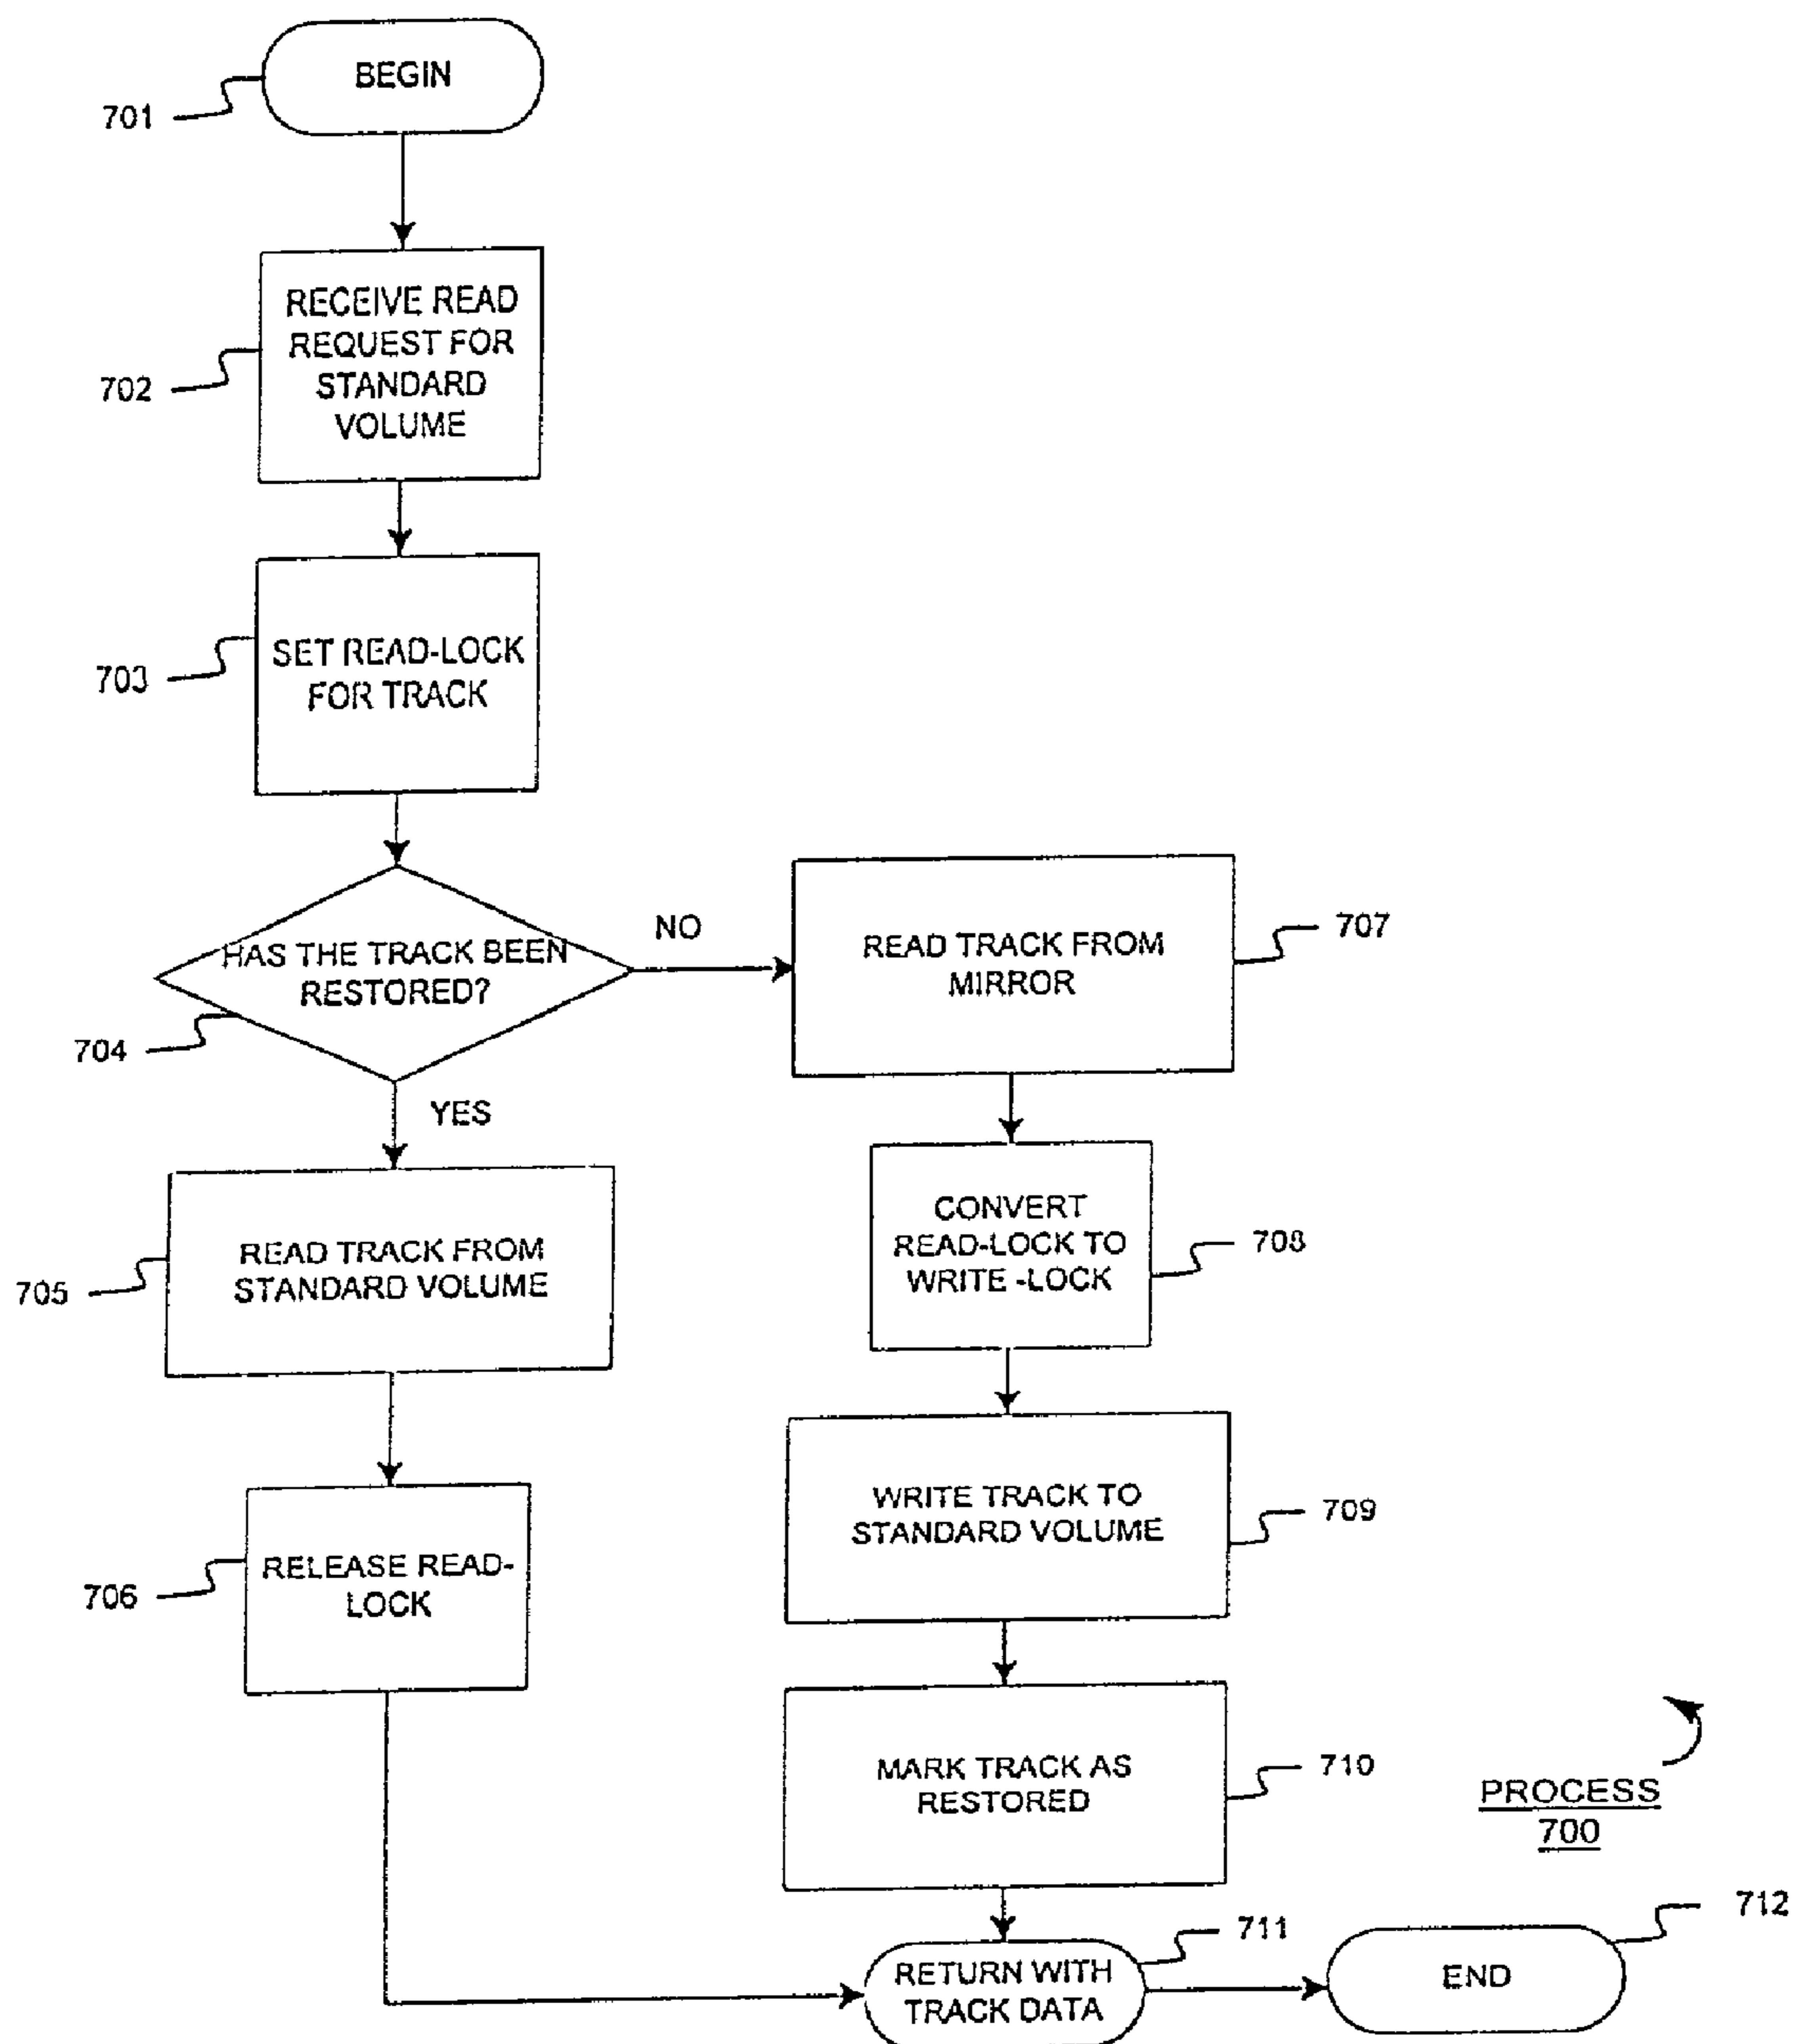 BEGIN
701
RECEIVE READ
REQUEST FOR
STANDARD
VOLUME
702
SET READ-LOCK
FOR TRACK
703
HAS THE TRACK BEEN
RESTORED?
704
NO
YES
READ TRACK FROM
STANDARD VOLUME
705
RELEASE READ-
LOCK
706
READ TRACK FROM
MIRROR
707
CONVERT
READ-LOCK TO
WRITE -LOCK
708
WRITE TRACK TO
STANDARD VOLUME
709
MARK TRACK AS
RESTORED
710
RETURN WITH
TRACK DATA
711
END
712
PROCESS
700